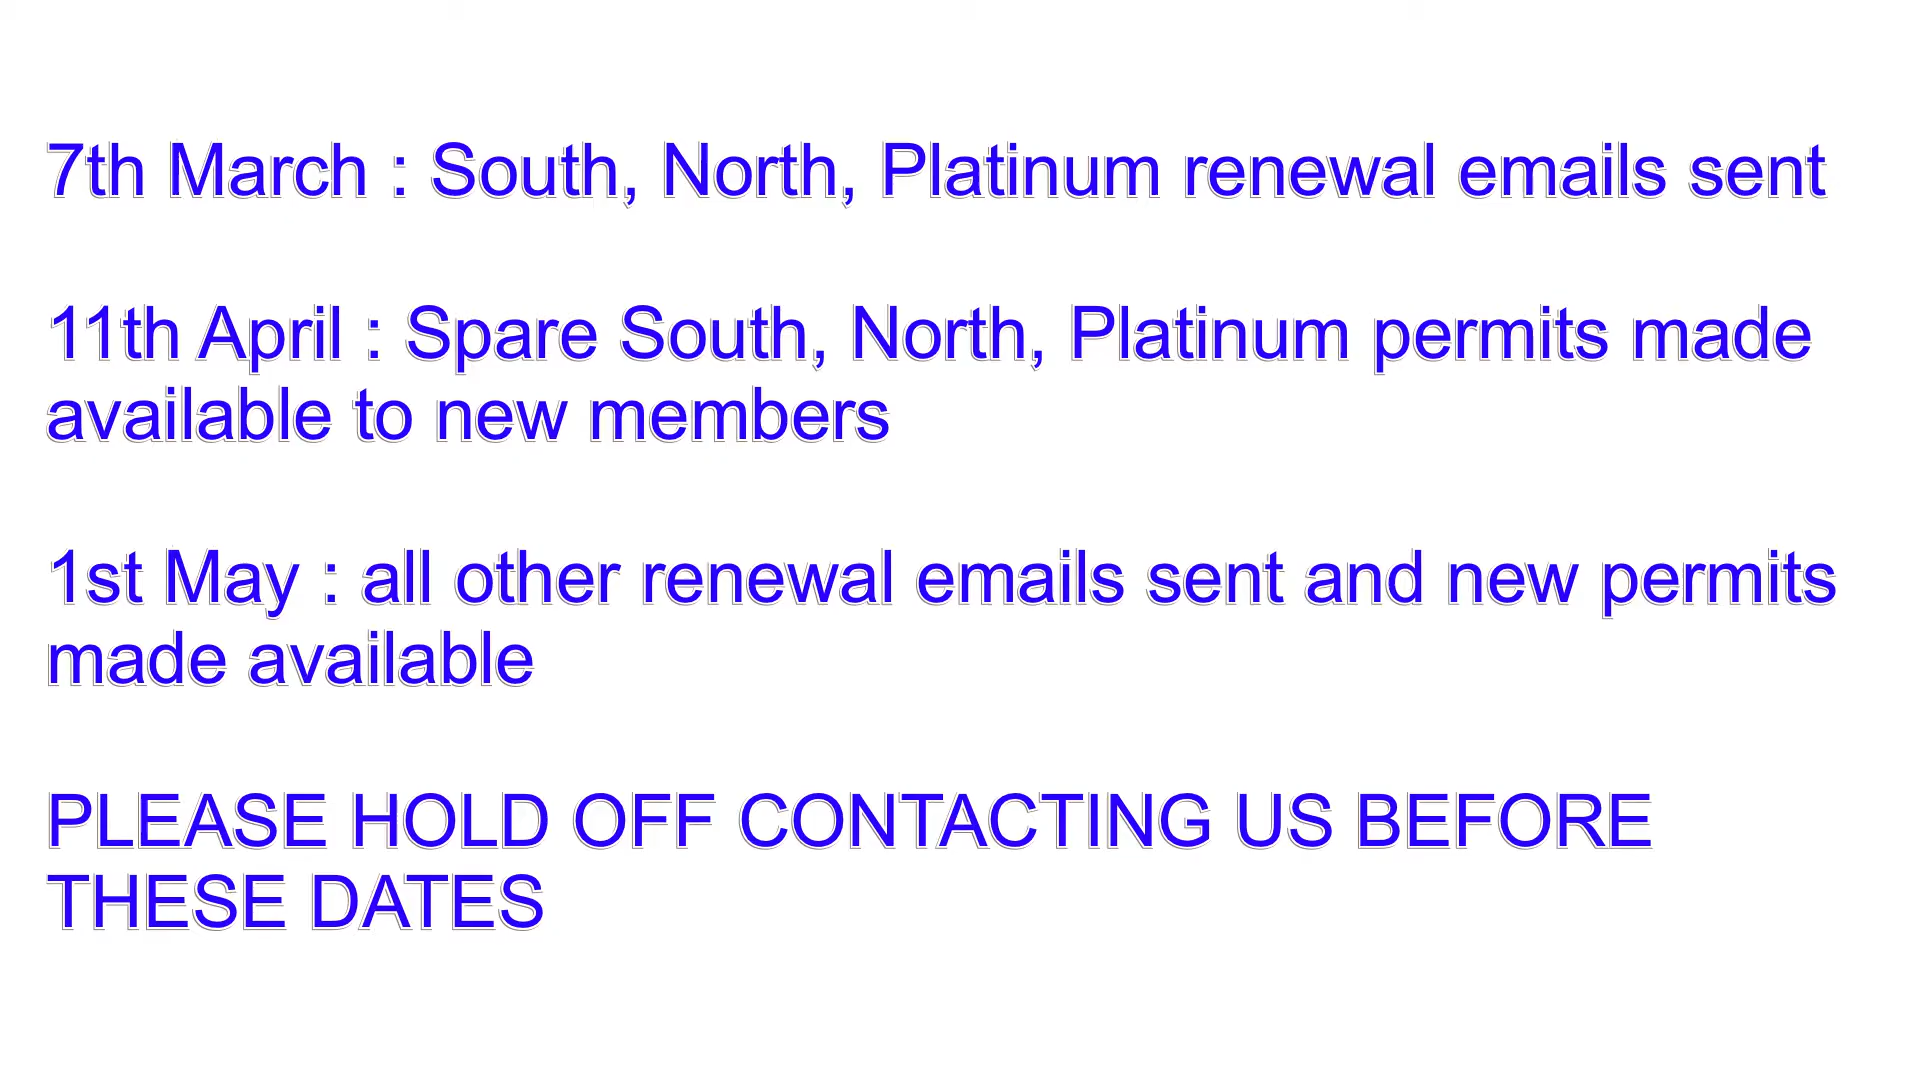 7th March : South, North, Platinum renewal emails sent
11th April : Spare South, North, Platinum permits made
available to new members
1st May : all other renewal emails sent and new permits
made available
PLEASE HOLD OFF CONTACTING US BEFORE
THESE DATES